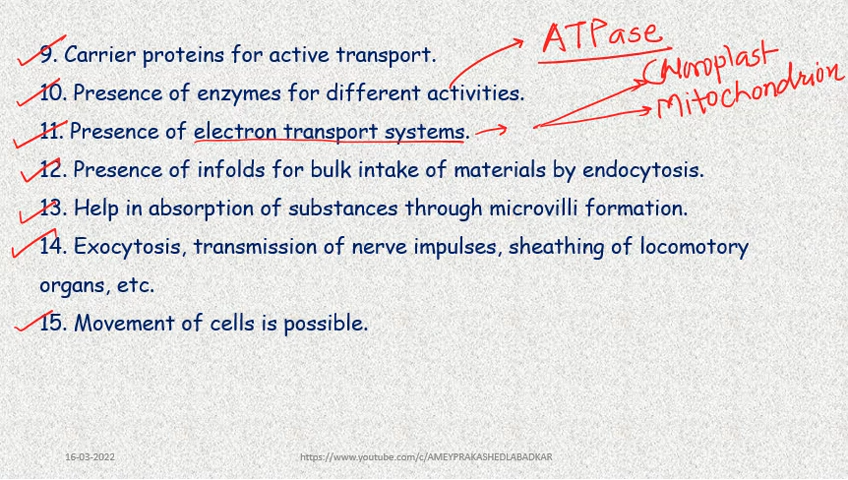 ATPase
9. Carrier proteins for active transport.
Chloroplast
10. Presence of enzymes for different activities.
Mitochondrion
11. Presence of electron transport systems.
12. Presence of infolds for bulk intake of materials by endocytosis.
13. Help in absorption of substances through microvilli formation.
14. Exocytosis, transmission of nerve impulses, sheathing of locomotory
organs, etc.
15. Movement of cells is possible.
16-03-2022
https://www.youtube.com/c/AMEYPRAKASHEDLABADKAR